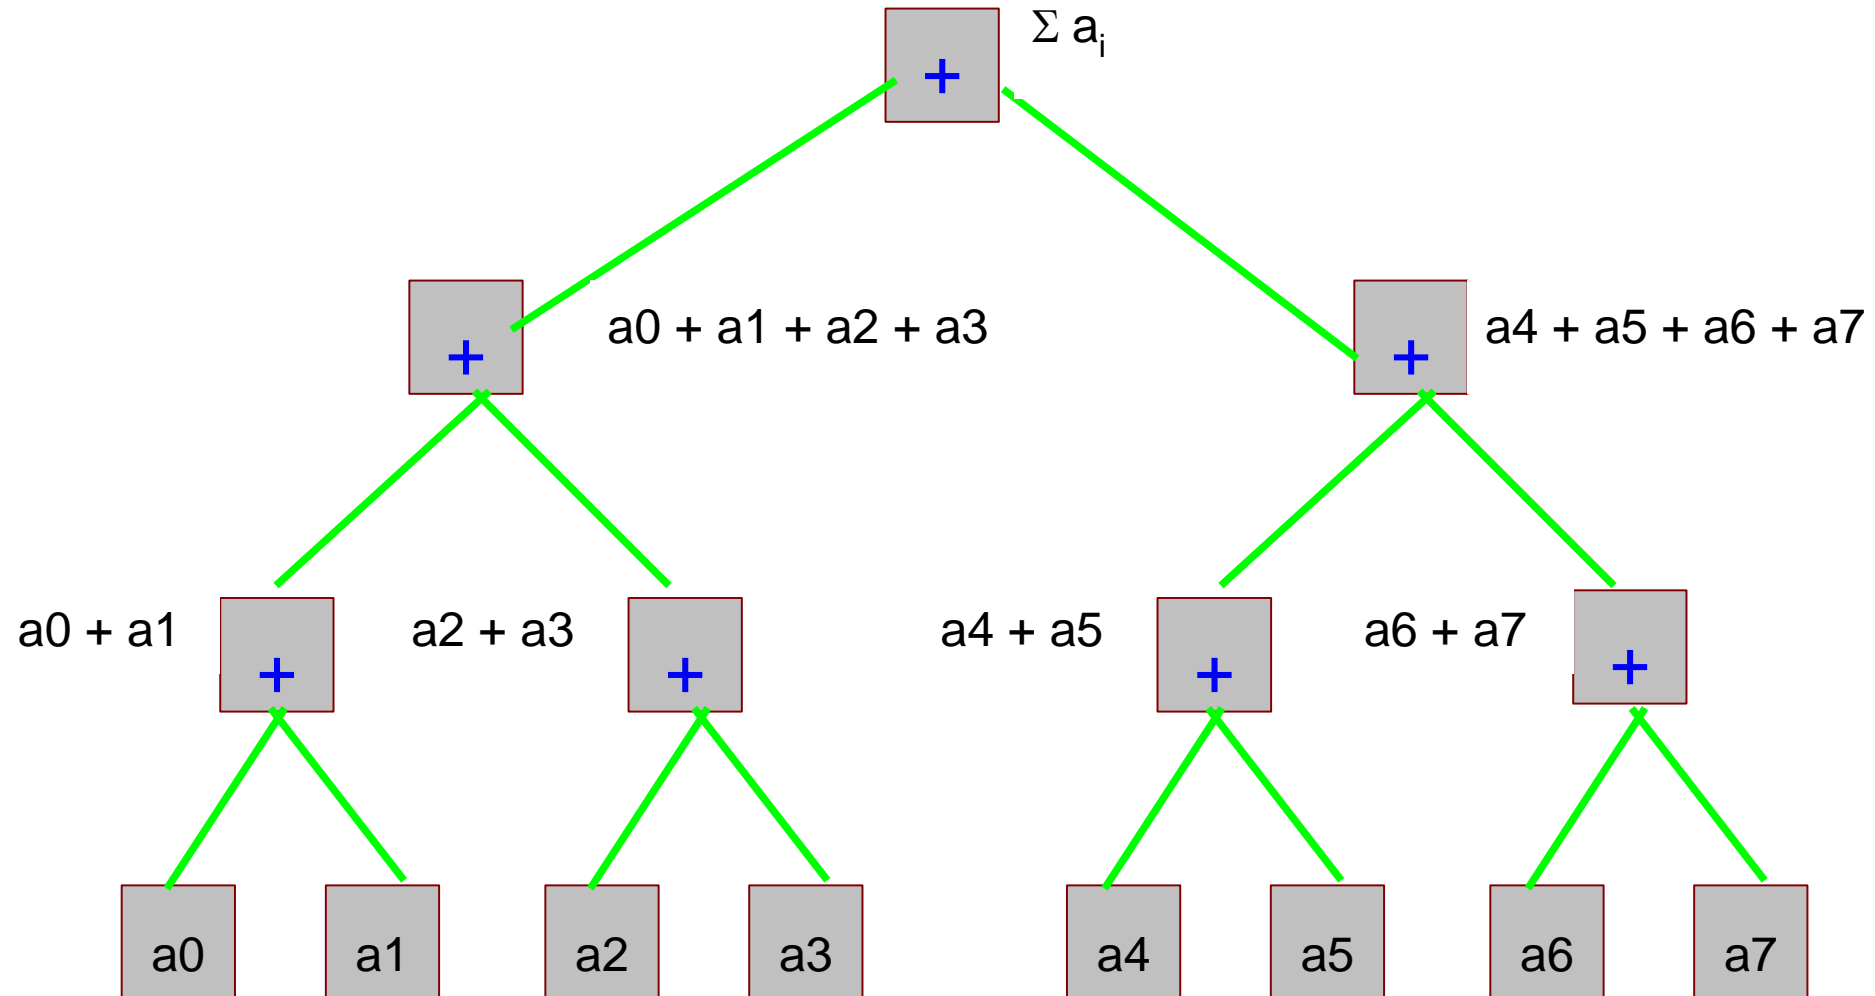 Σ aᵢ
+
a0 + a1 + a2 + a3
a4 + a5 + a6 + a7
+
+
a0 + a1
a2 + a3
a4 + a5
a6 + a7
+
+
+
+
a0
a1
a2
a3
a4
a5
a6
a7